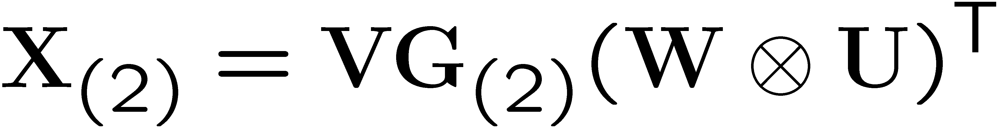 X₍₂₎ = VG₍₂₎(W ⊗ U)ᵀ